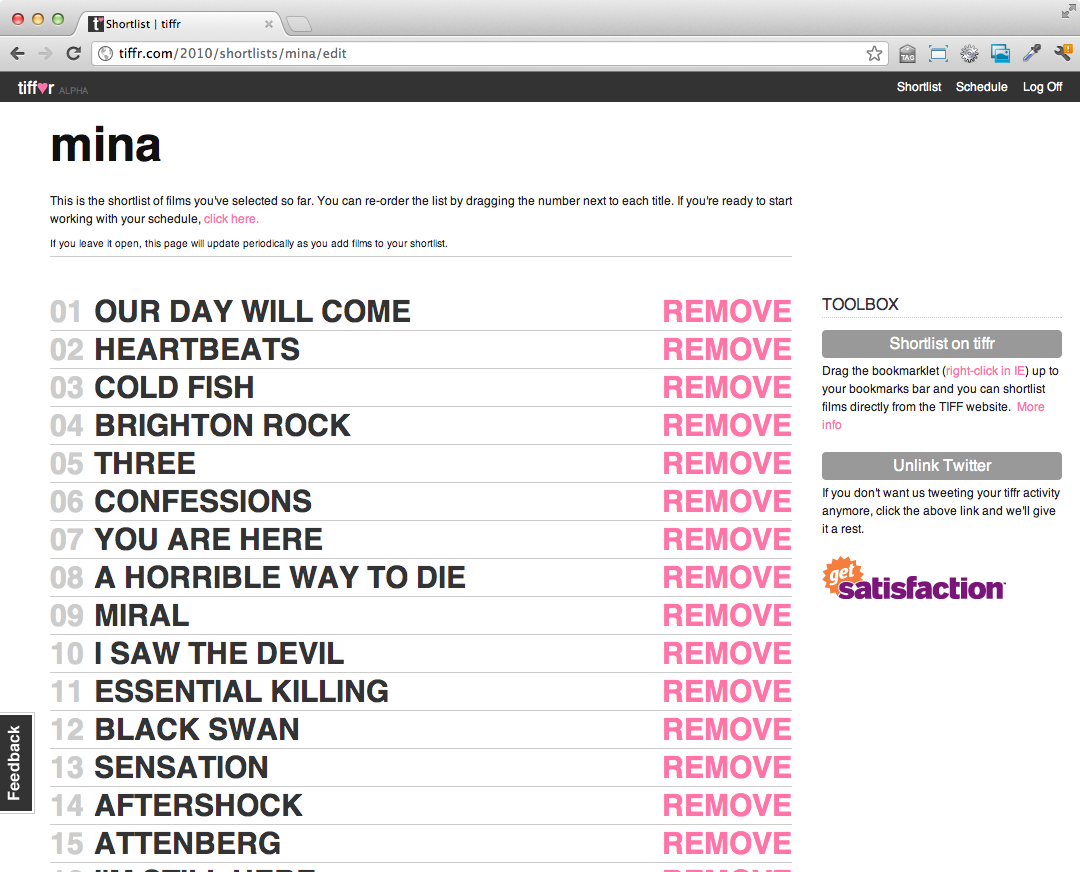 Shortlist | tiffr
tiffr.com/2010/shortlists/mina/edit
TAG
tiff♥r ALPHA
Shortlist Schedule Log Off
mina
This is the shortlist of films you've selected so far. You can re-order the list by dragging the number next to each title. If you're ready to start
working with your schedule, click here.
If you leave it open, this page will update periodically as you add films to your shortlist.
01 OUR DAY WILL COME REMOVE
02 HEARTBEATS REMOVE
03 COLD FISH REMOVE
04 BRIGHTON ROCK REMOVE
05 THREE REMOVE
06 CONFESSIONS REMOVE
07 YOU ARE HERE REMOVE
08 A HORRIBLE WAY TO DIE REMOVE
09 MIRAL REMOVE
10 I SAW THE DEVIL REMOVE
11 ESSENTIAL KILLING REMOVE
12 BLACK SWAN REMOVE
13 SENSATION REMOVE
14 AFTERSHOCK REMOVE
15 ATTENBERG REMOVE
I'M STILL HERE REMOVE
TOOLBOX
Shortlist on tiffr
Drag the bookmarklet (right-click in IE) up to
your bookmarks bar and you can shortlist
films directly from the TIFF website. More
info
Unlink Twitter
If you don't want us tweeting your tiffr activity
anymore, click the above link and we'll give
it a rest.
get
satisfaction
Feedback